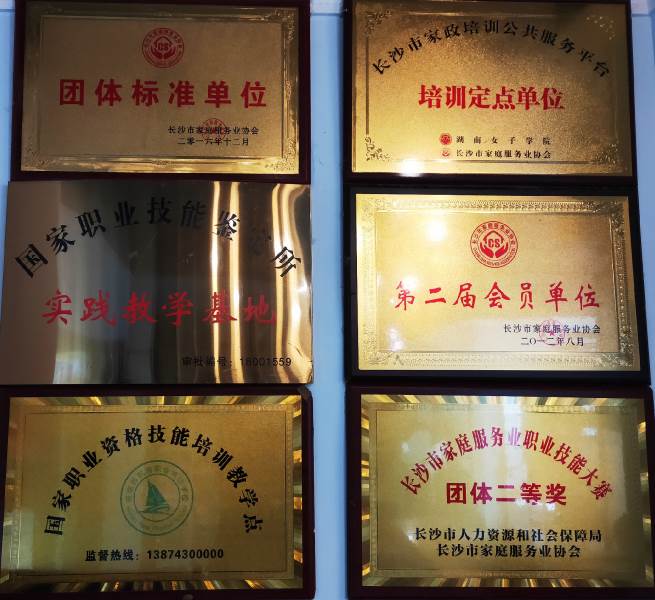 团体标准单位
长沙市家庭服务业协会
二零一六年十二月
长沙市家政培训公共服务平台
培训定点单位
湖南女子学院
长沙市家庭服务业协会
国家职业技能鉴定所
实践教学基地
审批编号：18001559
CS
第二届会员单位
长沙市家庭服务业协会
二〇一二年八月
国家职业资格技能培训教学点
监督热线：13874300000
长沙市家庭服务业职业技能大赛
团体二等奖
长沙市人力资源和社会保障局
长沙市家庭服务业协会